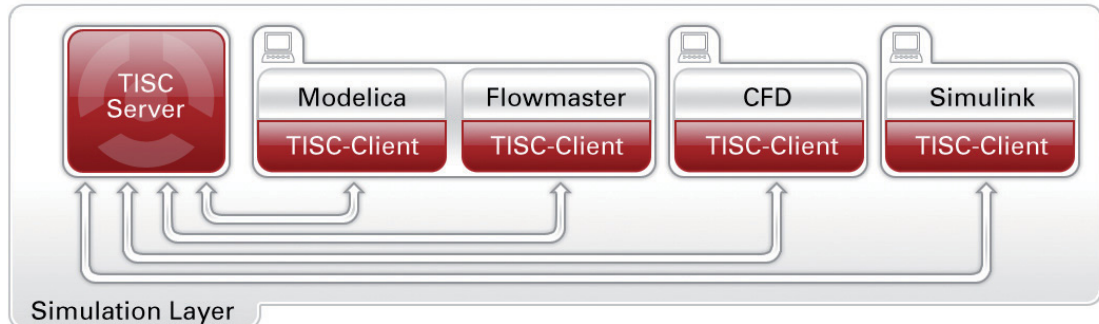 TISC
Server
Modelica
TISC-Client
Flowmaster
TISC-Client
CFD
TISC-Client
Simulink
TISC-Client
Simulation Layer